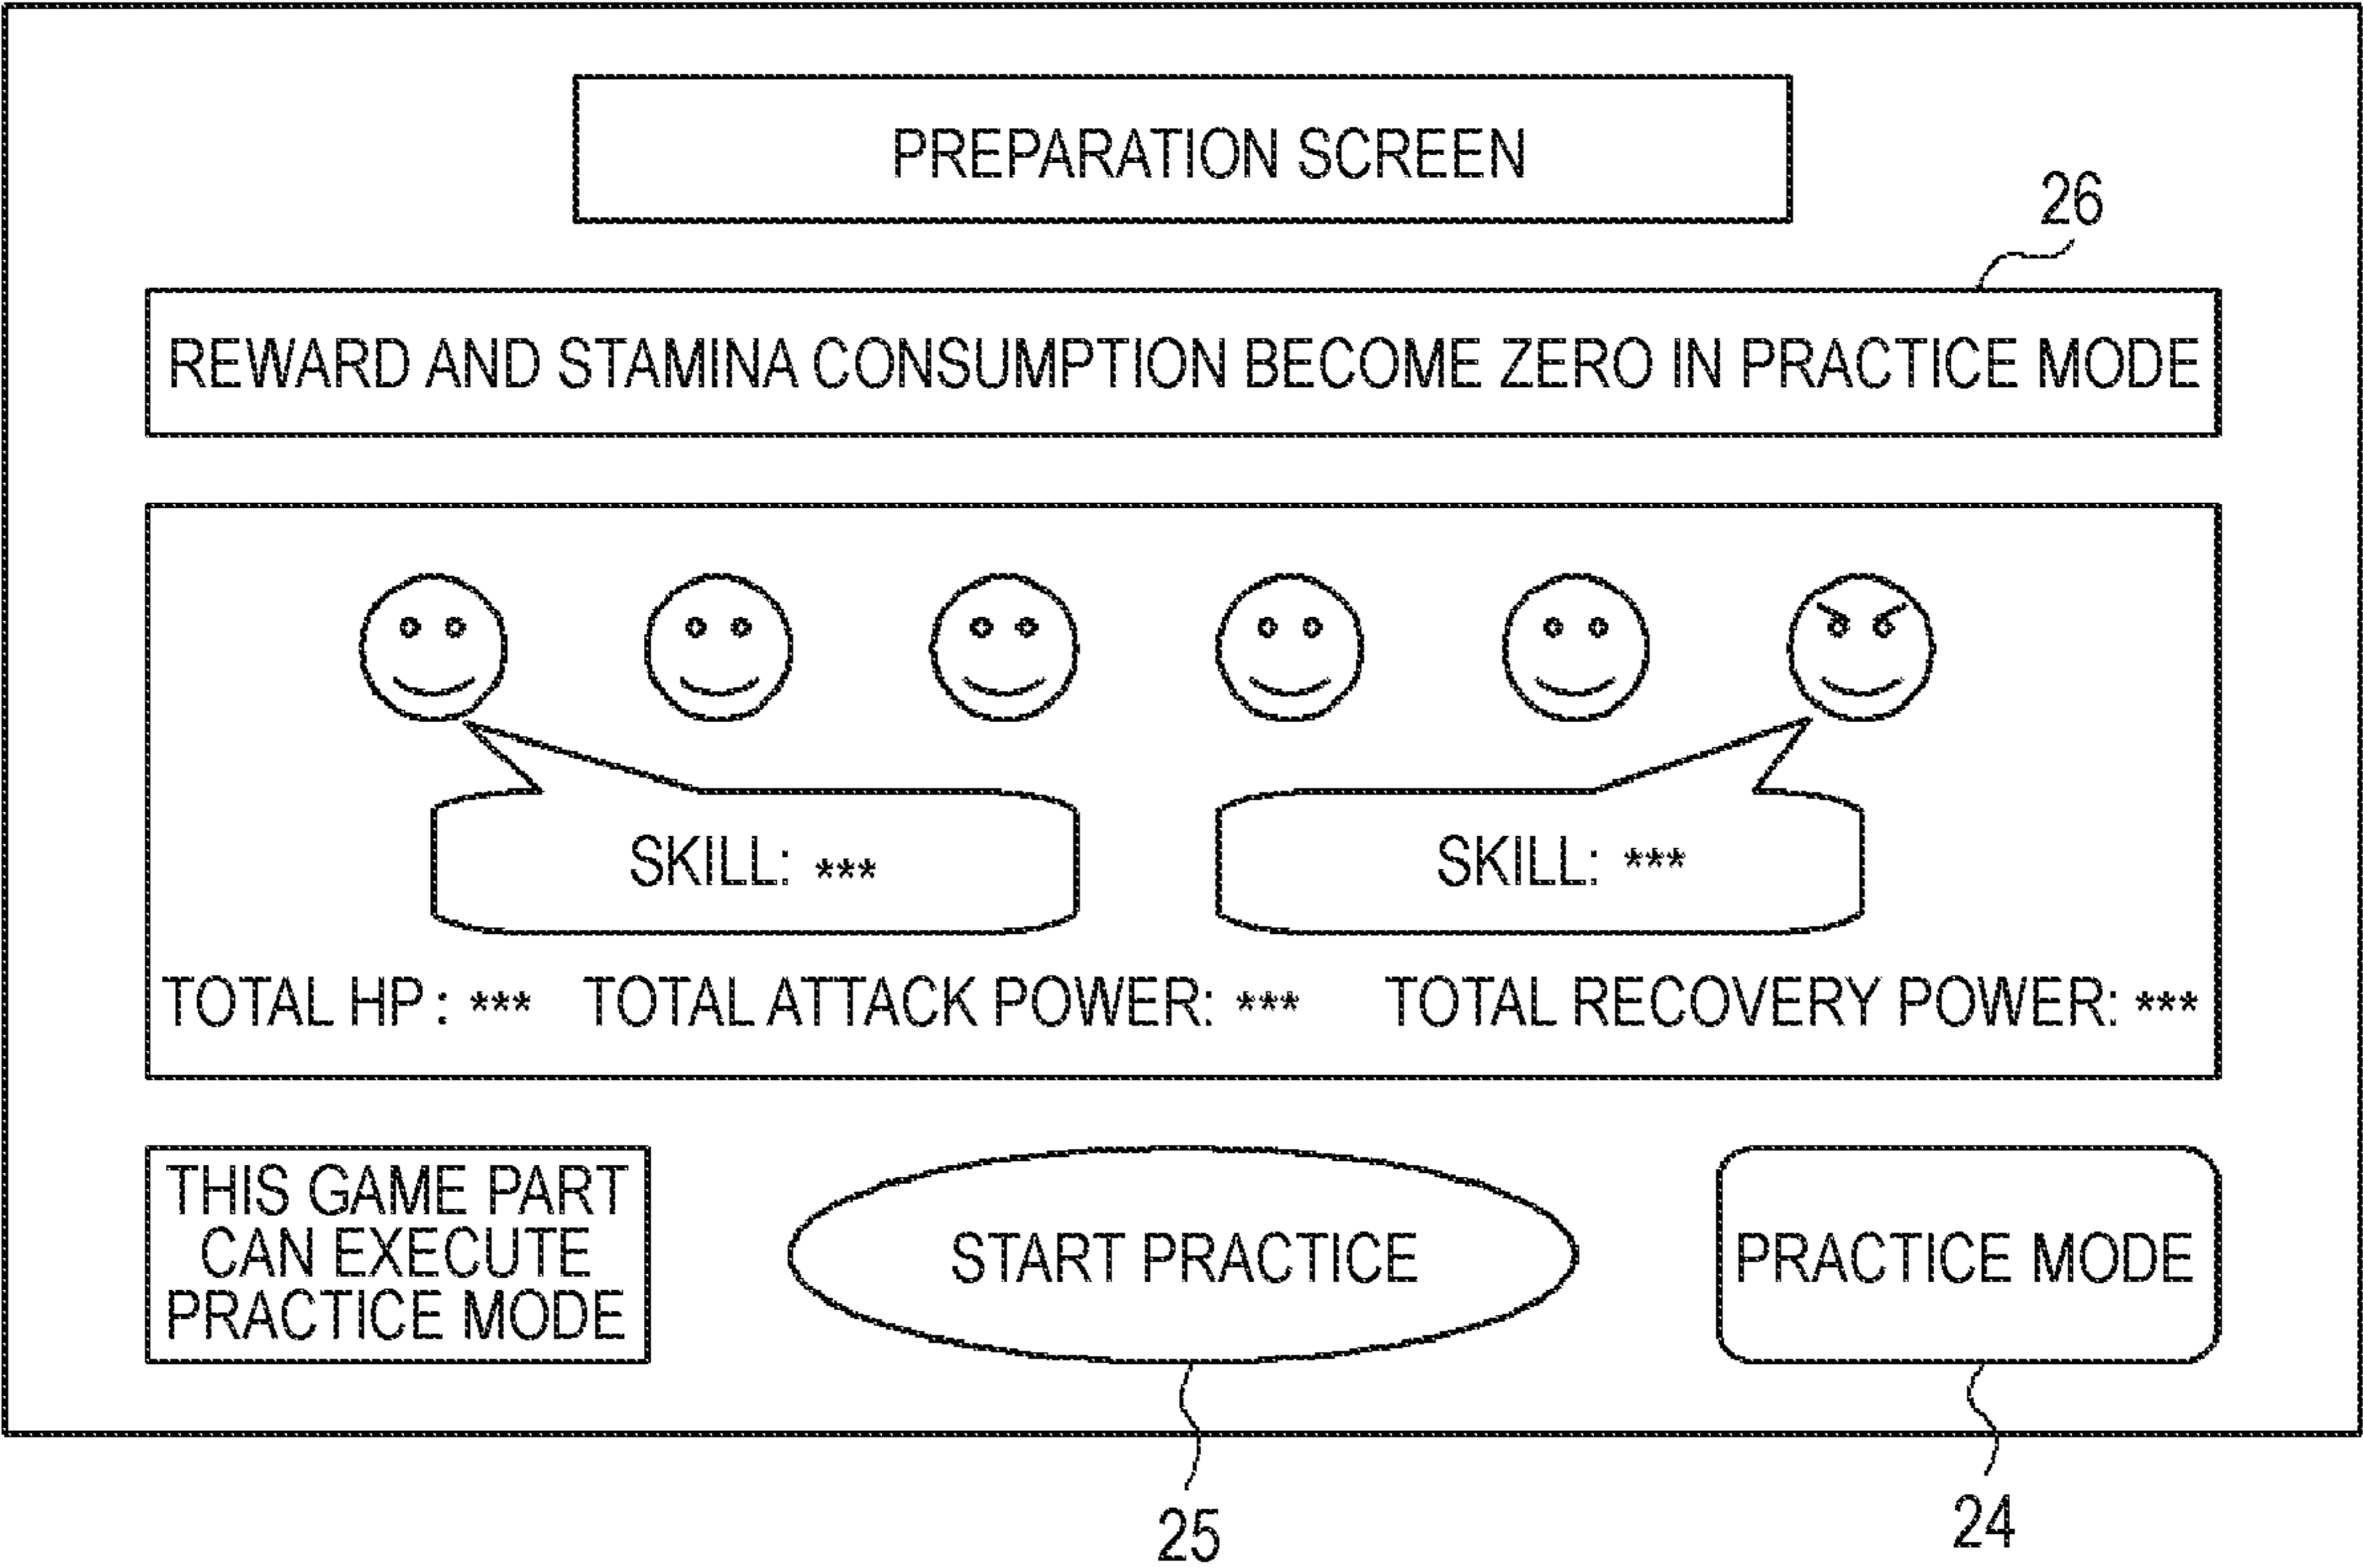 PREPARATION SCREEN
26
REWARD AND STAMINA CONSUMPTION BECOME ZERO IN PRACTICE MODE
SKILL: ***
SKILL: ***
TOTAL HP : *** TOTAL ATTACK POWER: *** TOTAL RECOVERY POWER: ***
THIS GAME PART
CAN EXECUTE
PRACTICE MODE
START PRACTICE
PRACTICE MODE
25
24